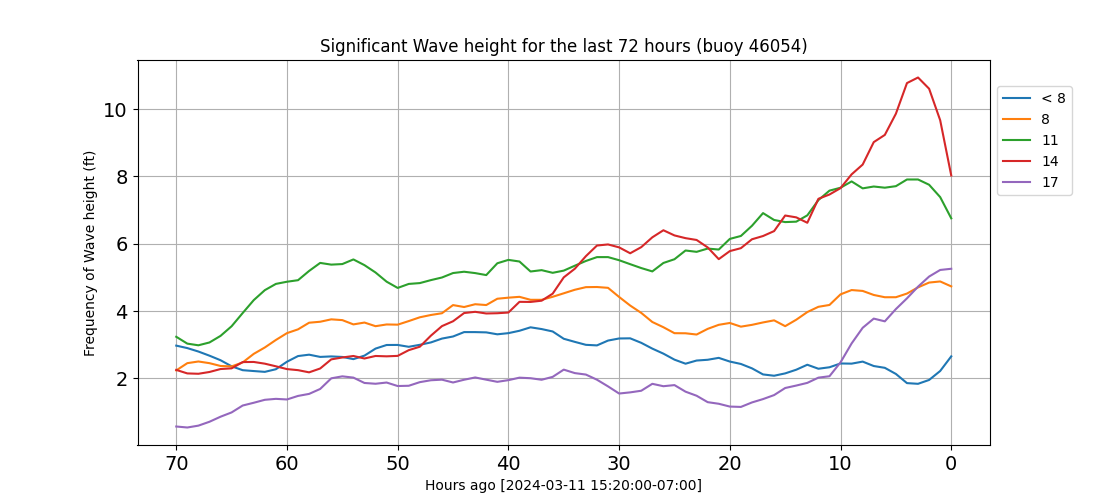 Significant Wave height for the last 72 hours (buoy 46054)
Frequency of Wave height (ft)
10
8
6
4
2
70 60 50 40 30 20 10 0
Hours ago [2024-03-11 15:20:00-07:00]
< 8
8
11
14
17